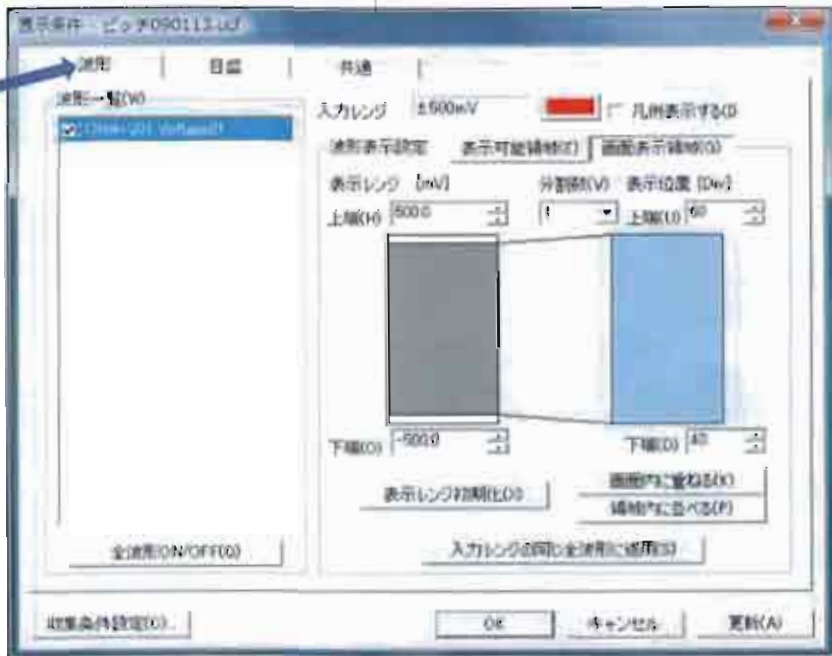 表示条件 - ピッチ090113.ucf
波形
目盛
共通
波形一覧(W)
入力レンジ ±500mV 凡例表示する(I)
波形表示設定 表示可能領域(E) 画面表示領域(G)
表示レンジ [mV] 分割数(V) 表示位置 [Div]
上端(H) 500.0 1 上端(U) 60
下端(O) -500.0 下端(D) 40
表示レンジ初期化(J)
画面内に重ねる(K)
領域内に並べる(P)
全波形ON/OFF(G)
入力レンジの同じ全波形に適用(S)
収集条件設定(C)...
OK
キャンセル
更新(A)